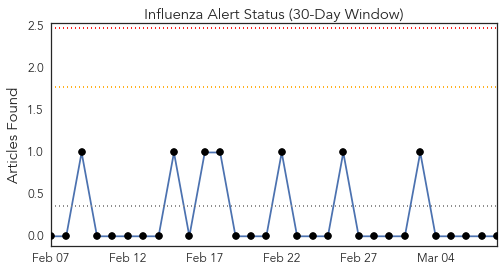 Influenza Alert Status (30-Day Window)
Articles Found
2.5
2.0
1.5
1.0
0.5
0.0
Feb 07 Feb 12 Feb 17 Feb 22 Feb 27 Mar 04